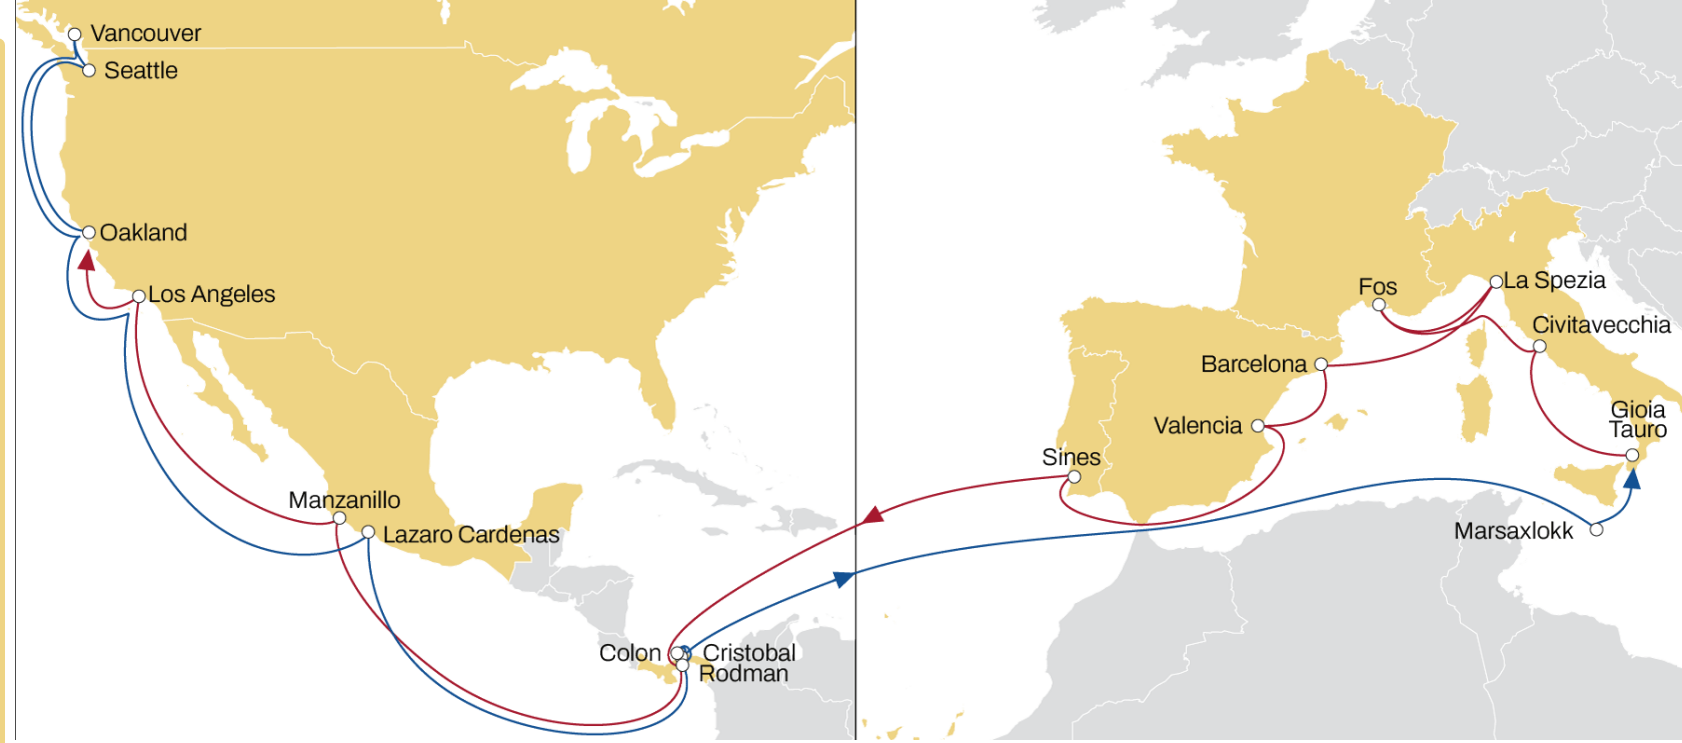 Vancouver
Seattle
Oakland
Los Angeles
Manzanillo
Lazaro Cardenas
Colon
Cristobal
Rodman
Fos
La Spezia
Civitavecchia
Barcelona
Valencia
Gioia
Tauro
Sines
Marsaxlokk